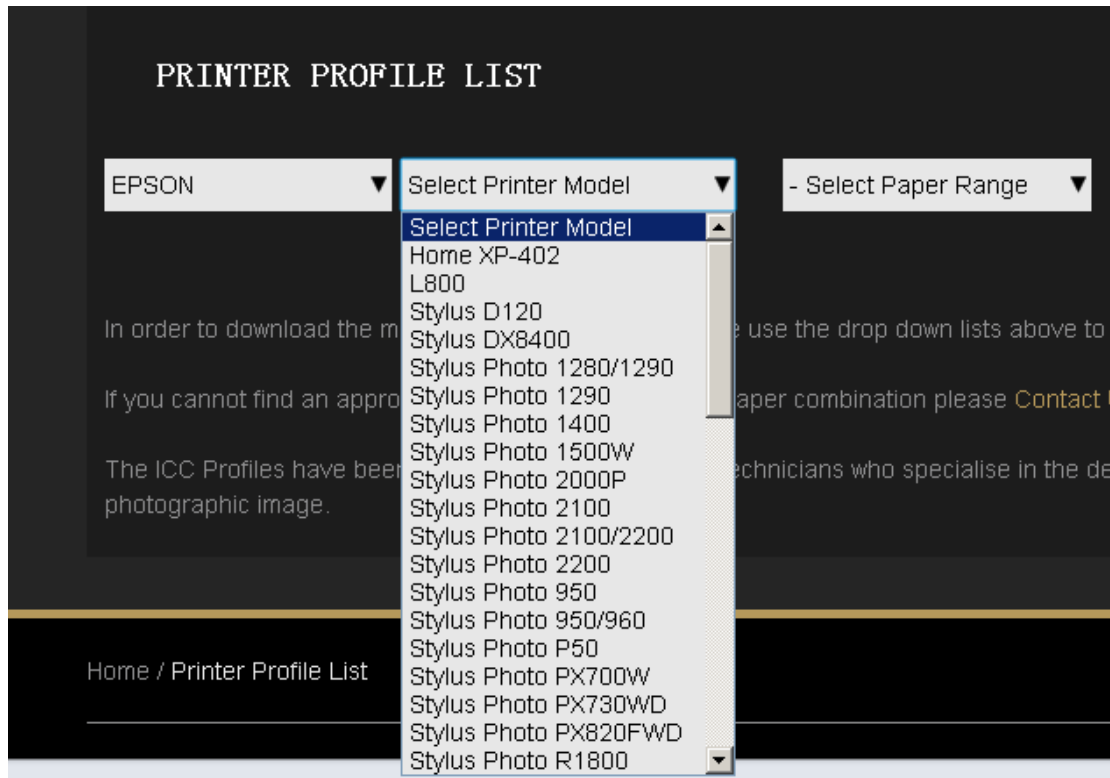 PRINTER PROFILE LIST
EPSON
Select Printer Model
- Select Paper Range
Select Printer Model
Home XP-402
L800
Stylus D120
Stylus DX8400
Stylus Photo 1280/1290
Stylus Photo 1290
Stylus Photo 1400
Stylus Photo 1500W
Stylus Photo 2000P
Stylus Photo 2100
Stylus Photo 2100/2200
Stylus Photo 2200
Stylus Photo 950
Stylus Photo 950/960
Stylus Photo P50
Stylus Photo PX700W
Stylus Photo PX730WD
Stylus Photo PX820FWD
Stylus Photo R1800
In order to download the m
use the drop down lists above to
If you cannot find an appro
aper combination please Contact
The ICC Profiles have beer
echnicians who specialise in the de
photographic image.
Home / Printer Profile List